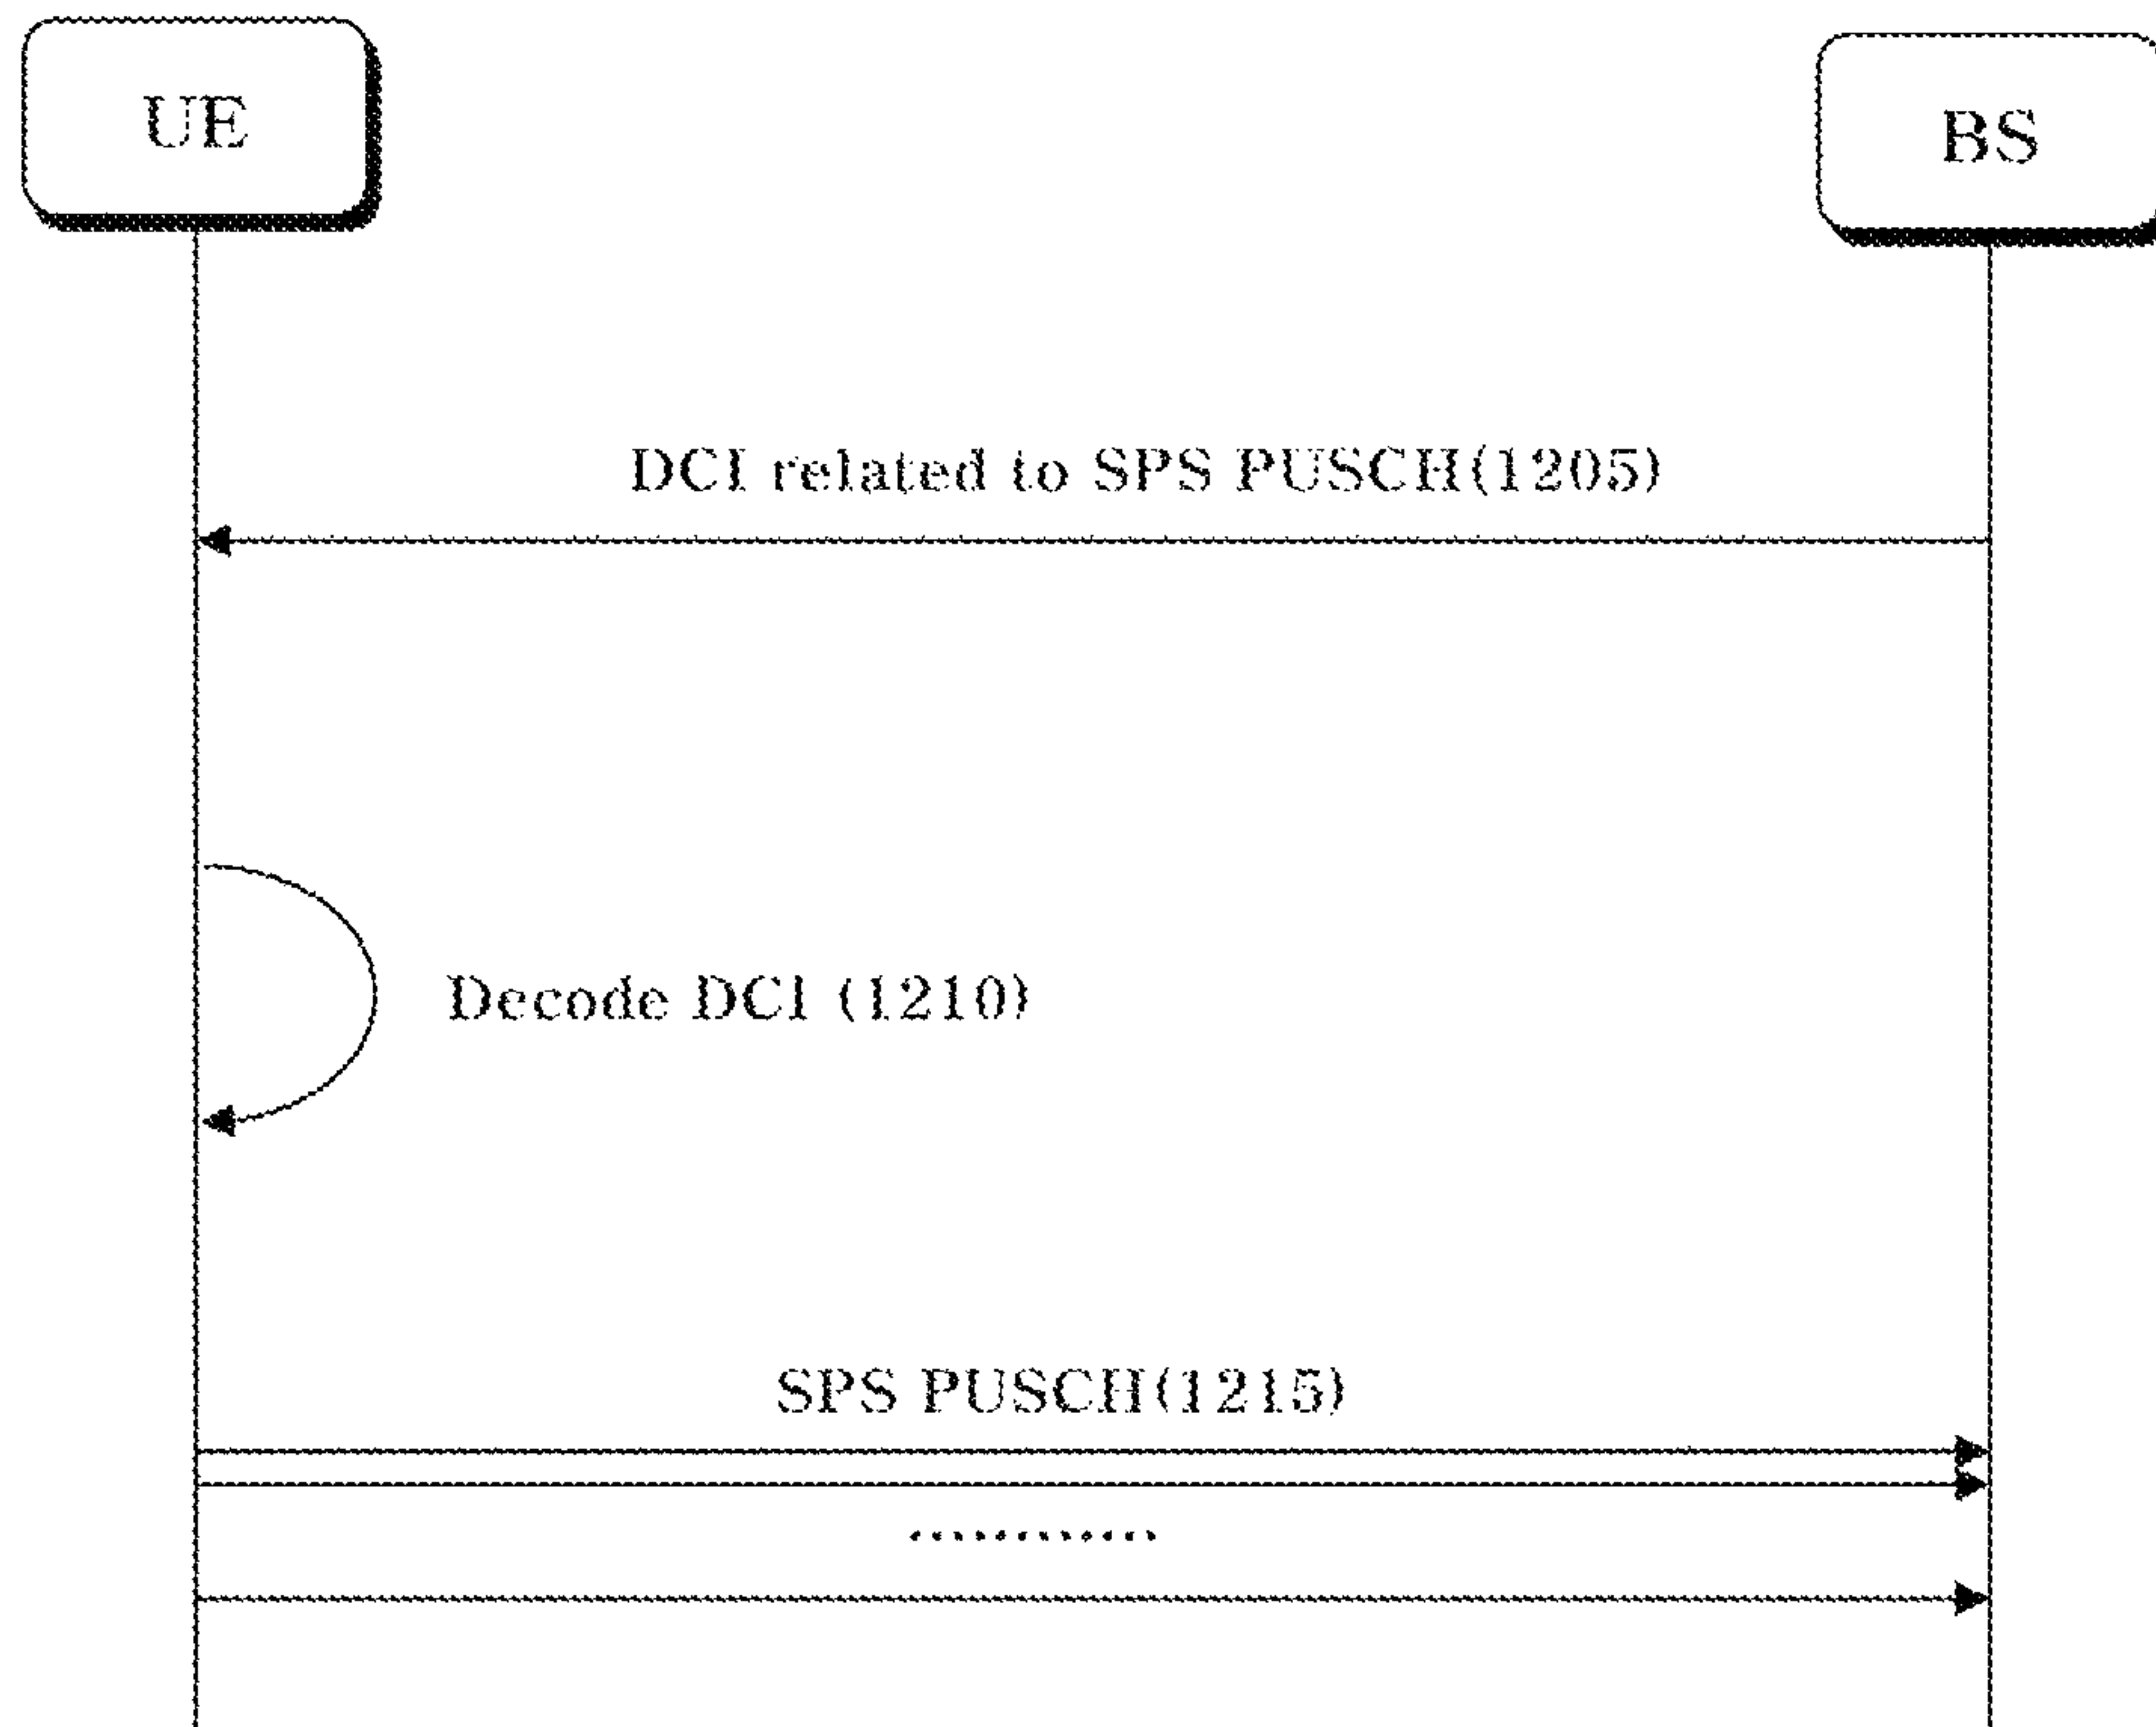 UE
BS
DCI related to SPS PUSCH(1205)
Decode DCI (1210)
SPS PUSCH(1215)